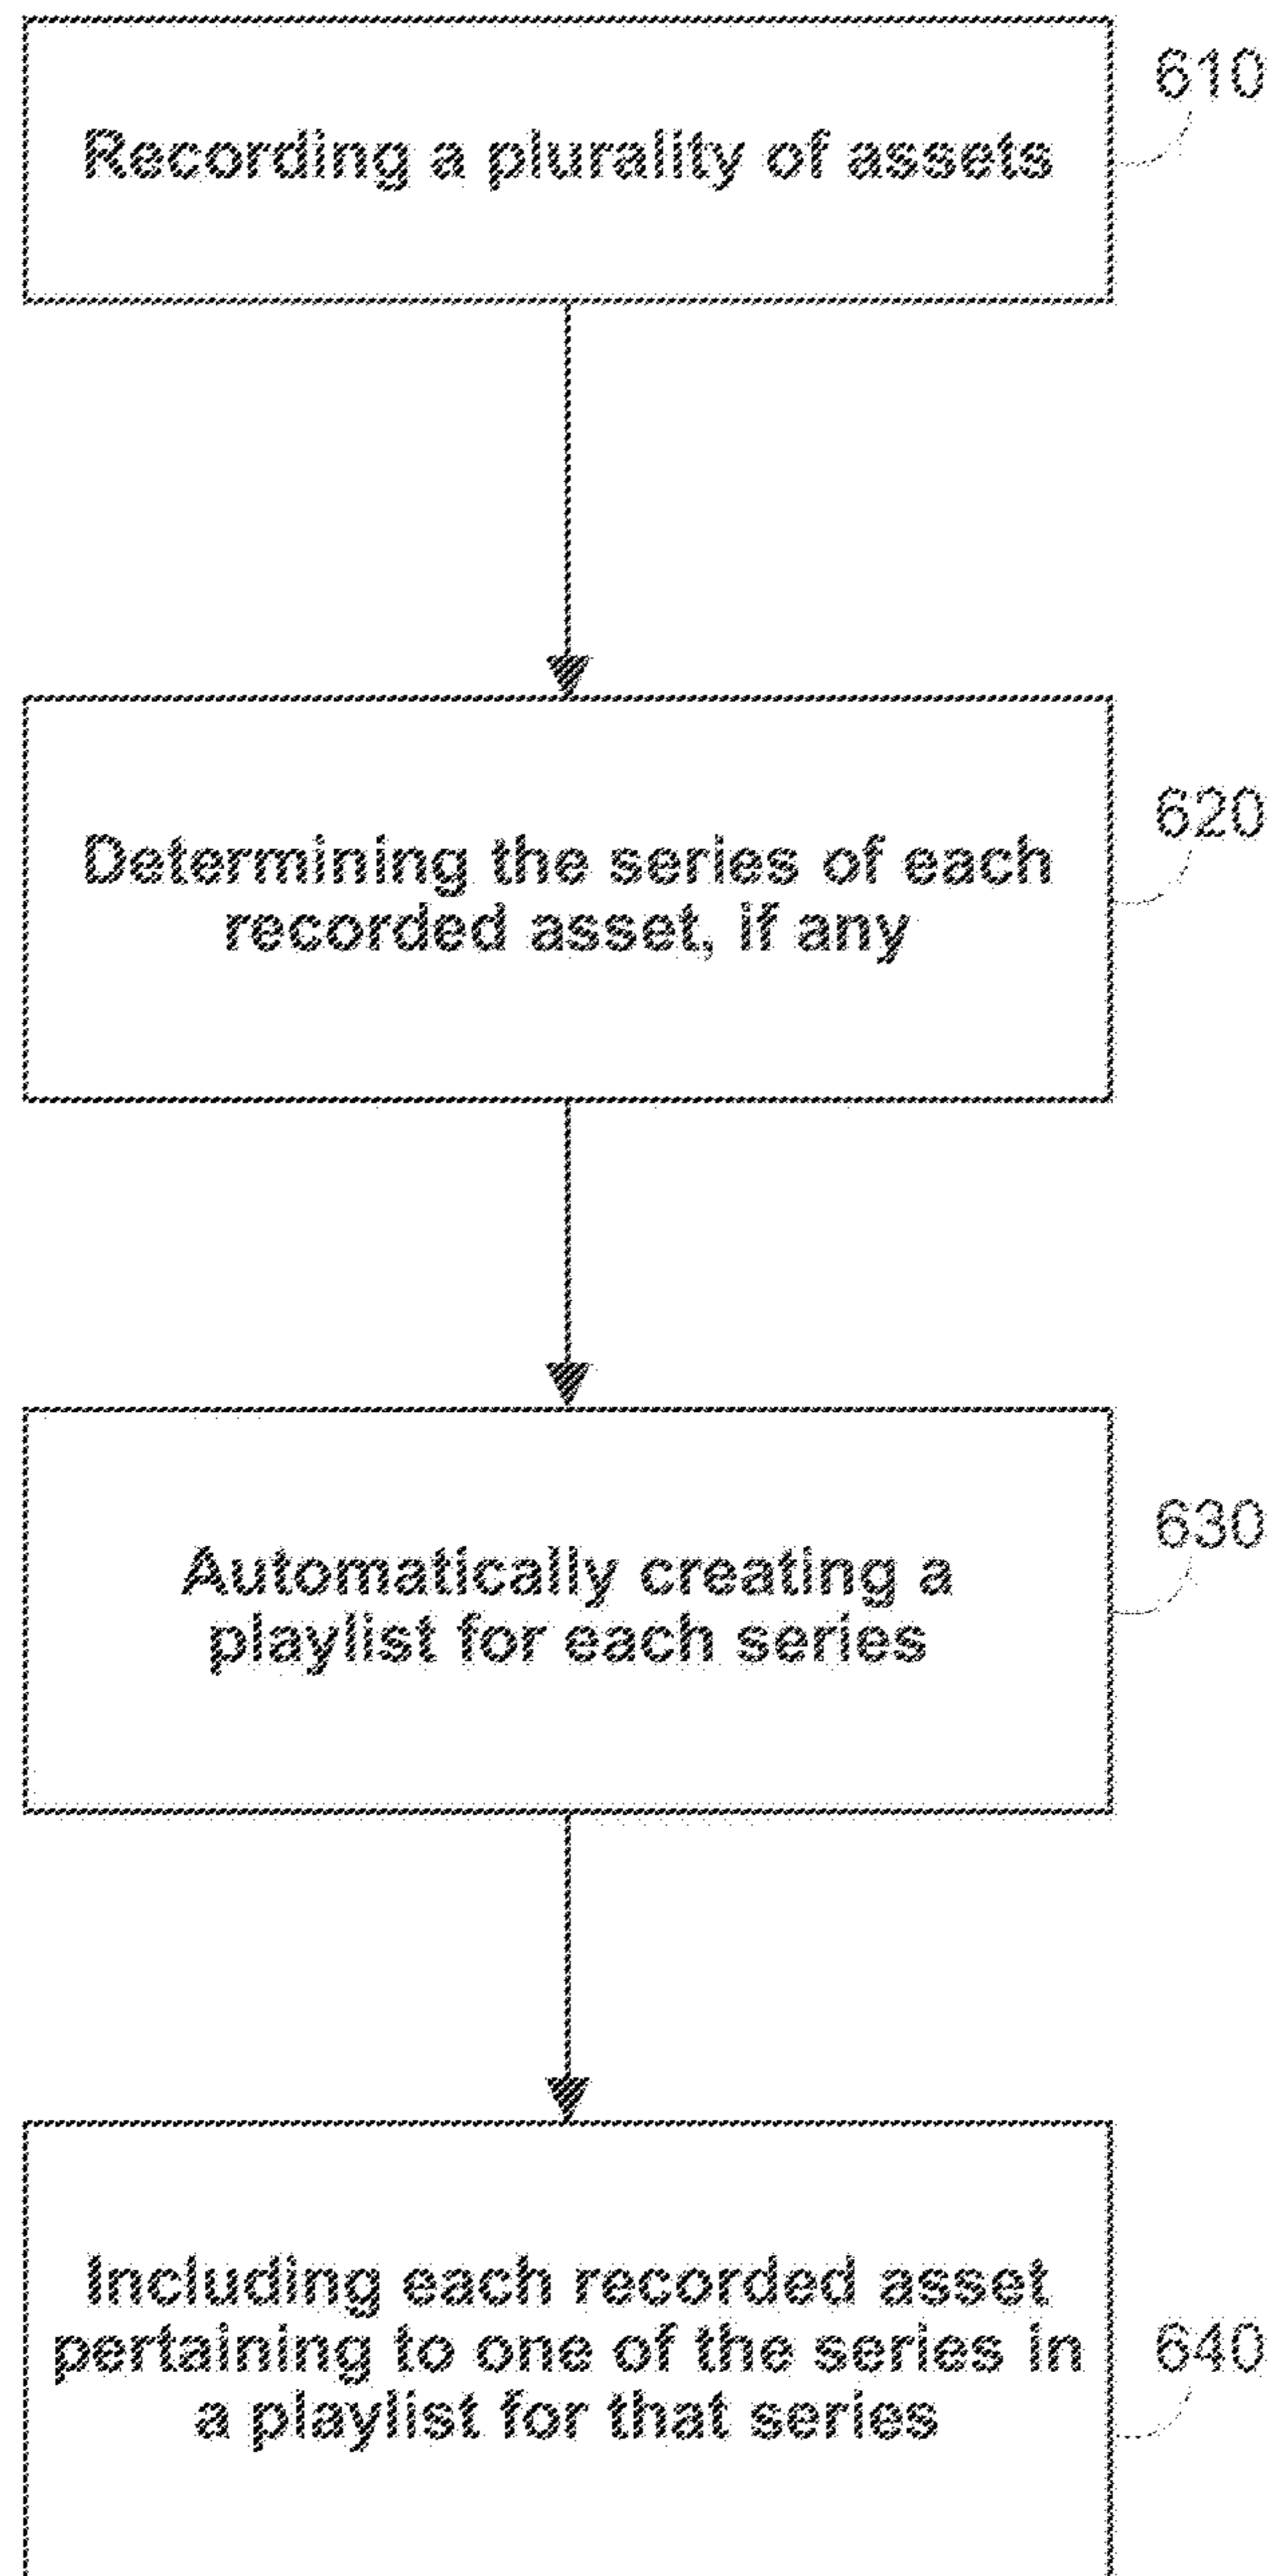 Recording a plurality of assets
610
Determining the series of each
recorded asset, if any
620
Automatically creating a
playlist for each series
630
Including each recorded asset
pertaining to one of the series in
a playlist for that series
640